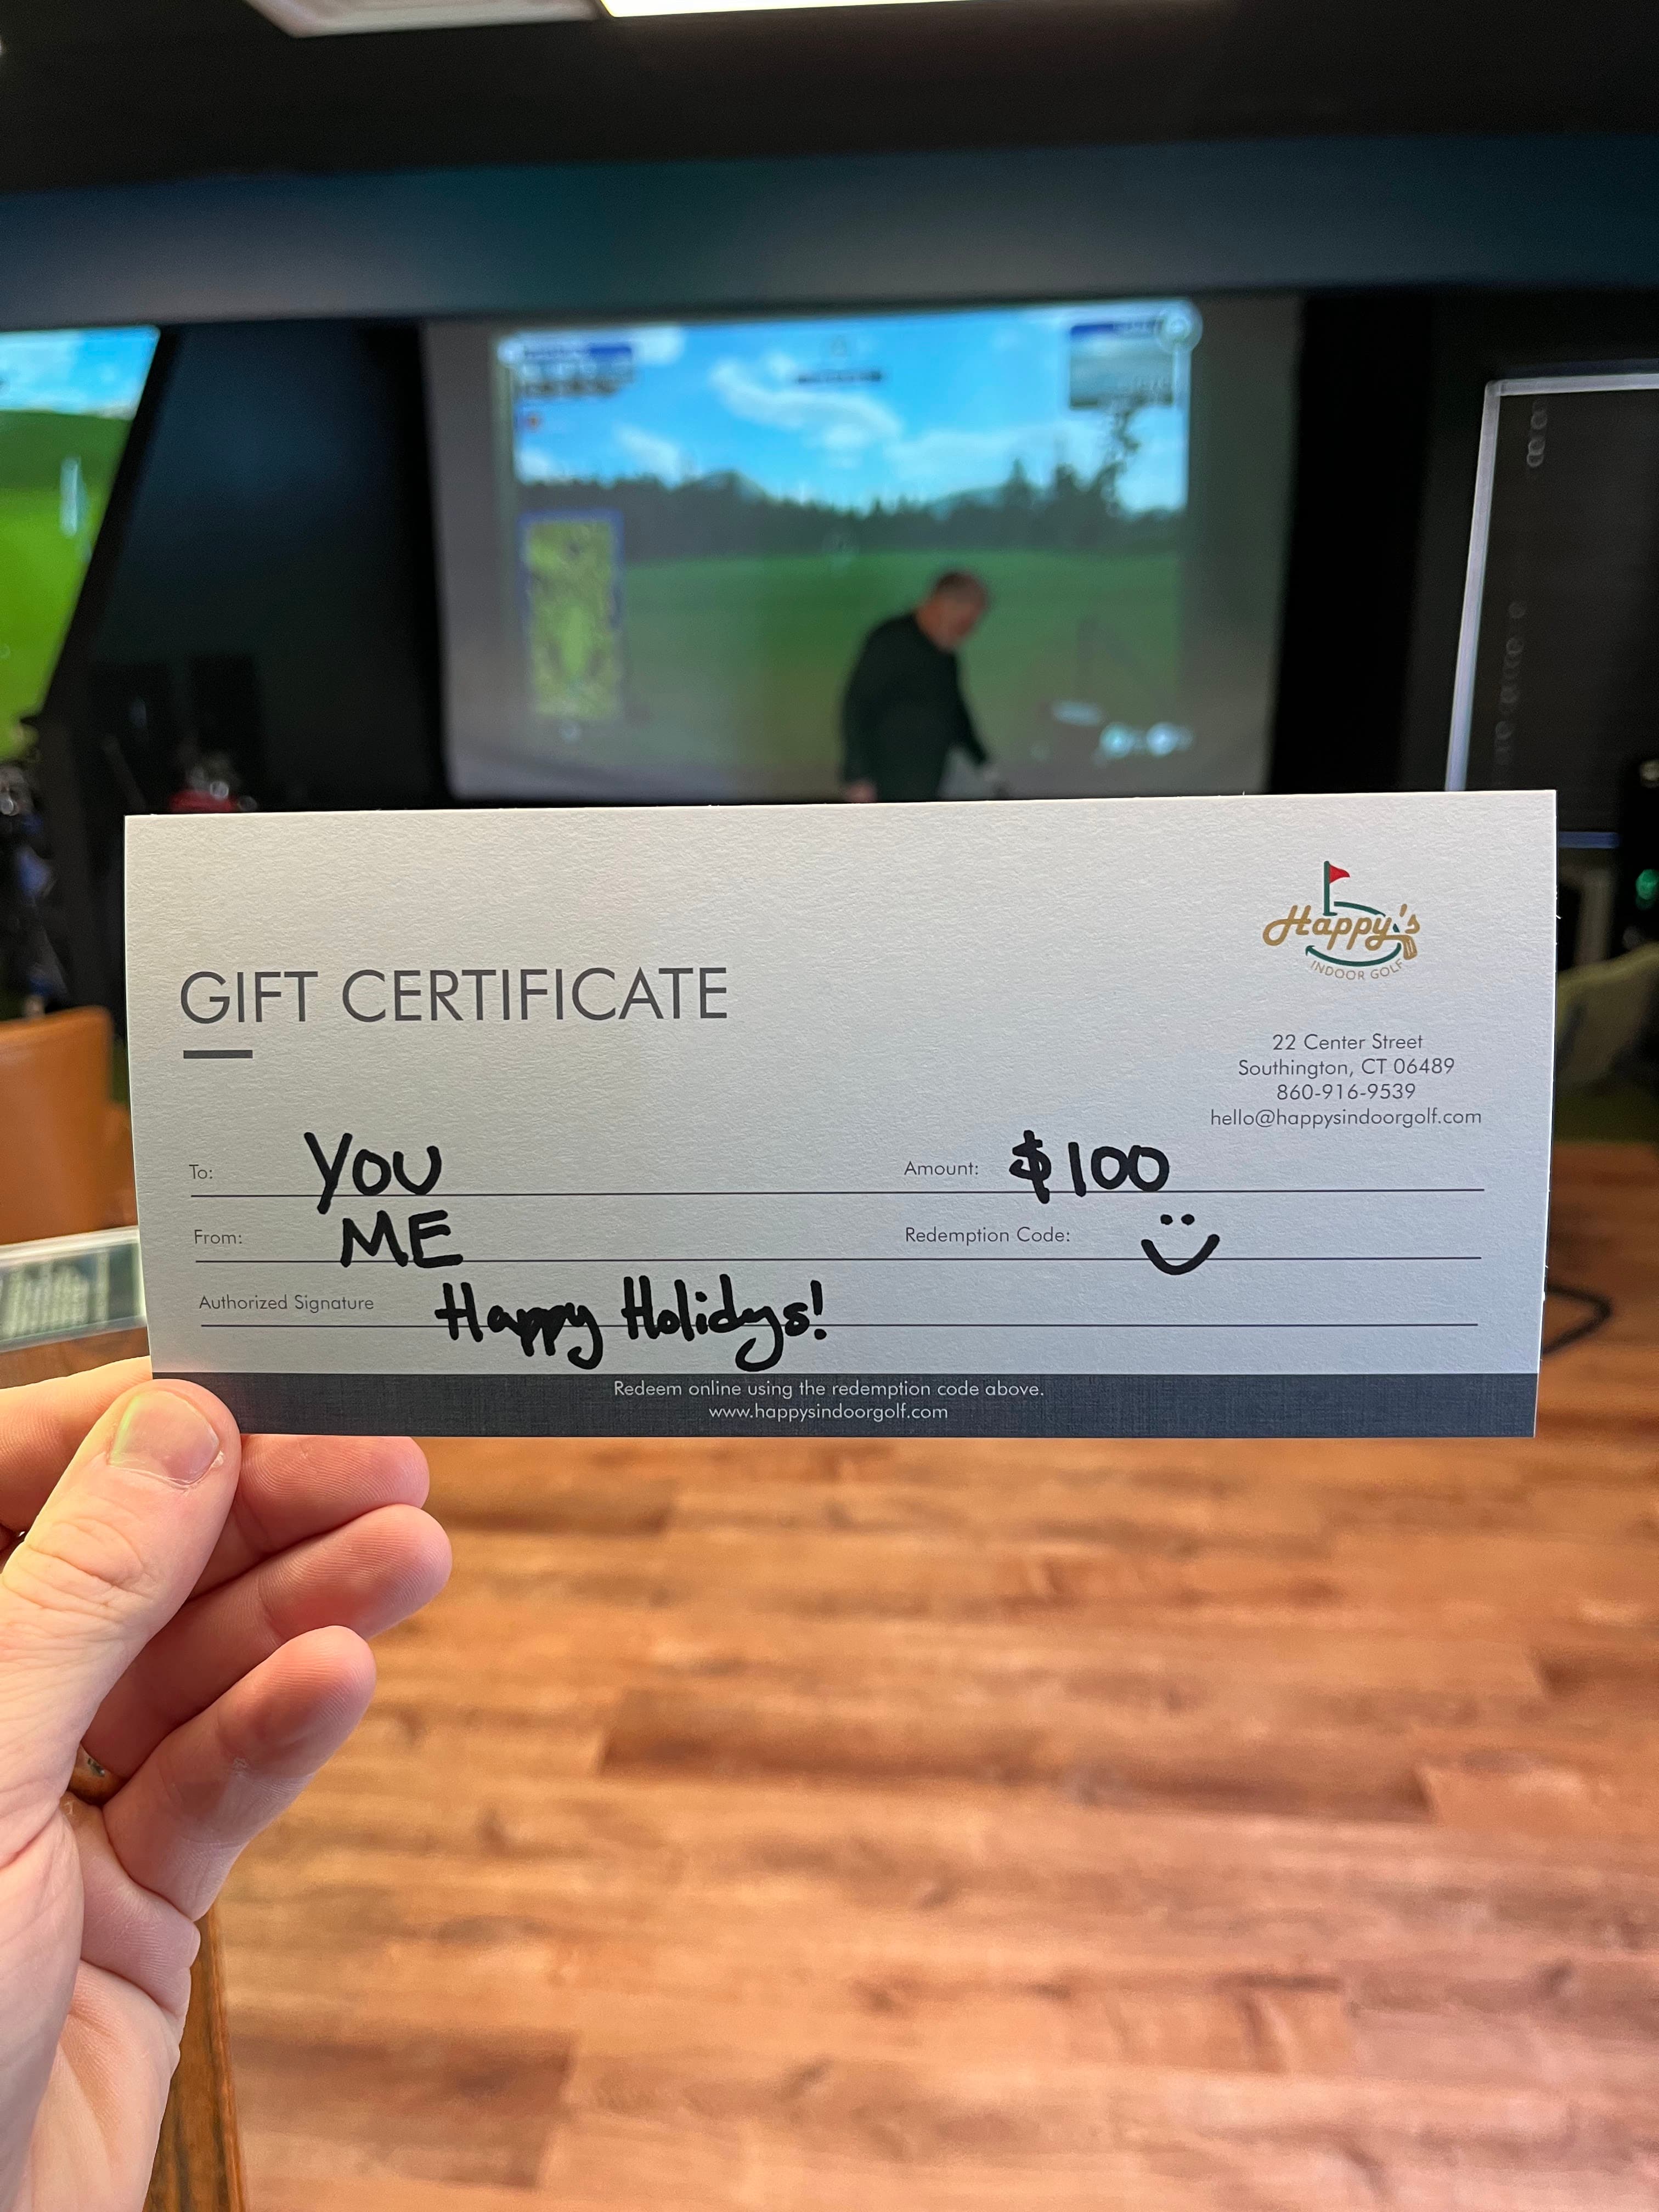 Happy's
INDOOR GOLF
GIFT CERTIFICATE
22 Center Street
Southington, CT 06489
860-916-9539
hello@happysindoorgolf.com
To: YOU
Amount: $100
From: ME
Redemption Code:
Authorized Signature Happy Holidys!
Redeem online using the redemption code above.
www.happysindoorgolf.com